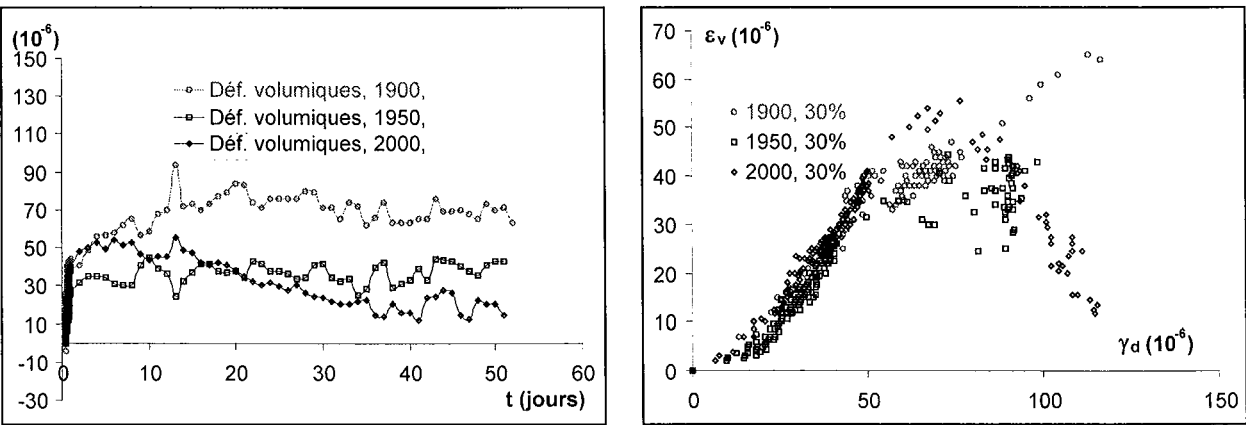 (10⁻⁶)
150
130
110
90
70
50
30
10
-10
-30
Déf. volumiques, 1900,
Déf. volumiques, 1950,
Déf. volumiques, 2000,
0 10 20 30 40 50 60
t (jours)
εᵥ (10⁻⁶)
70
60
50
40
30
20
10
0
1900, 30%
1950, 30%
2000, 30%
γd (10⁻⁶)
0 50 100 150